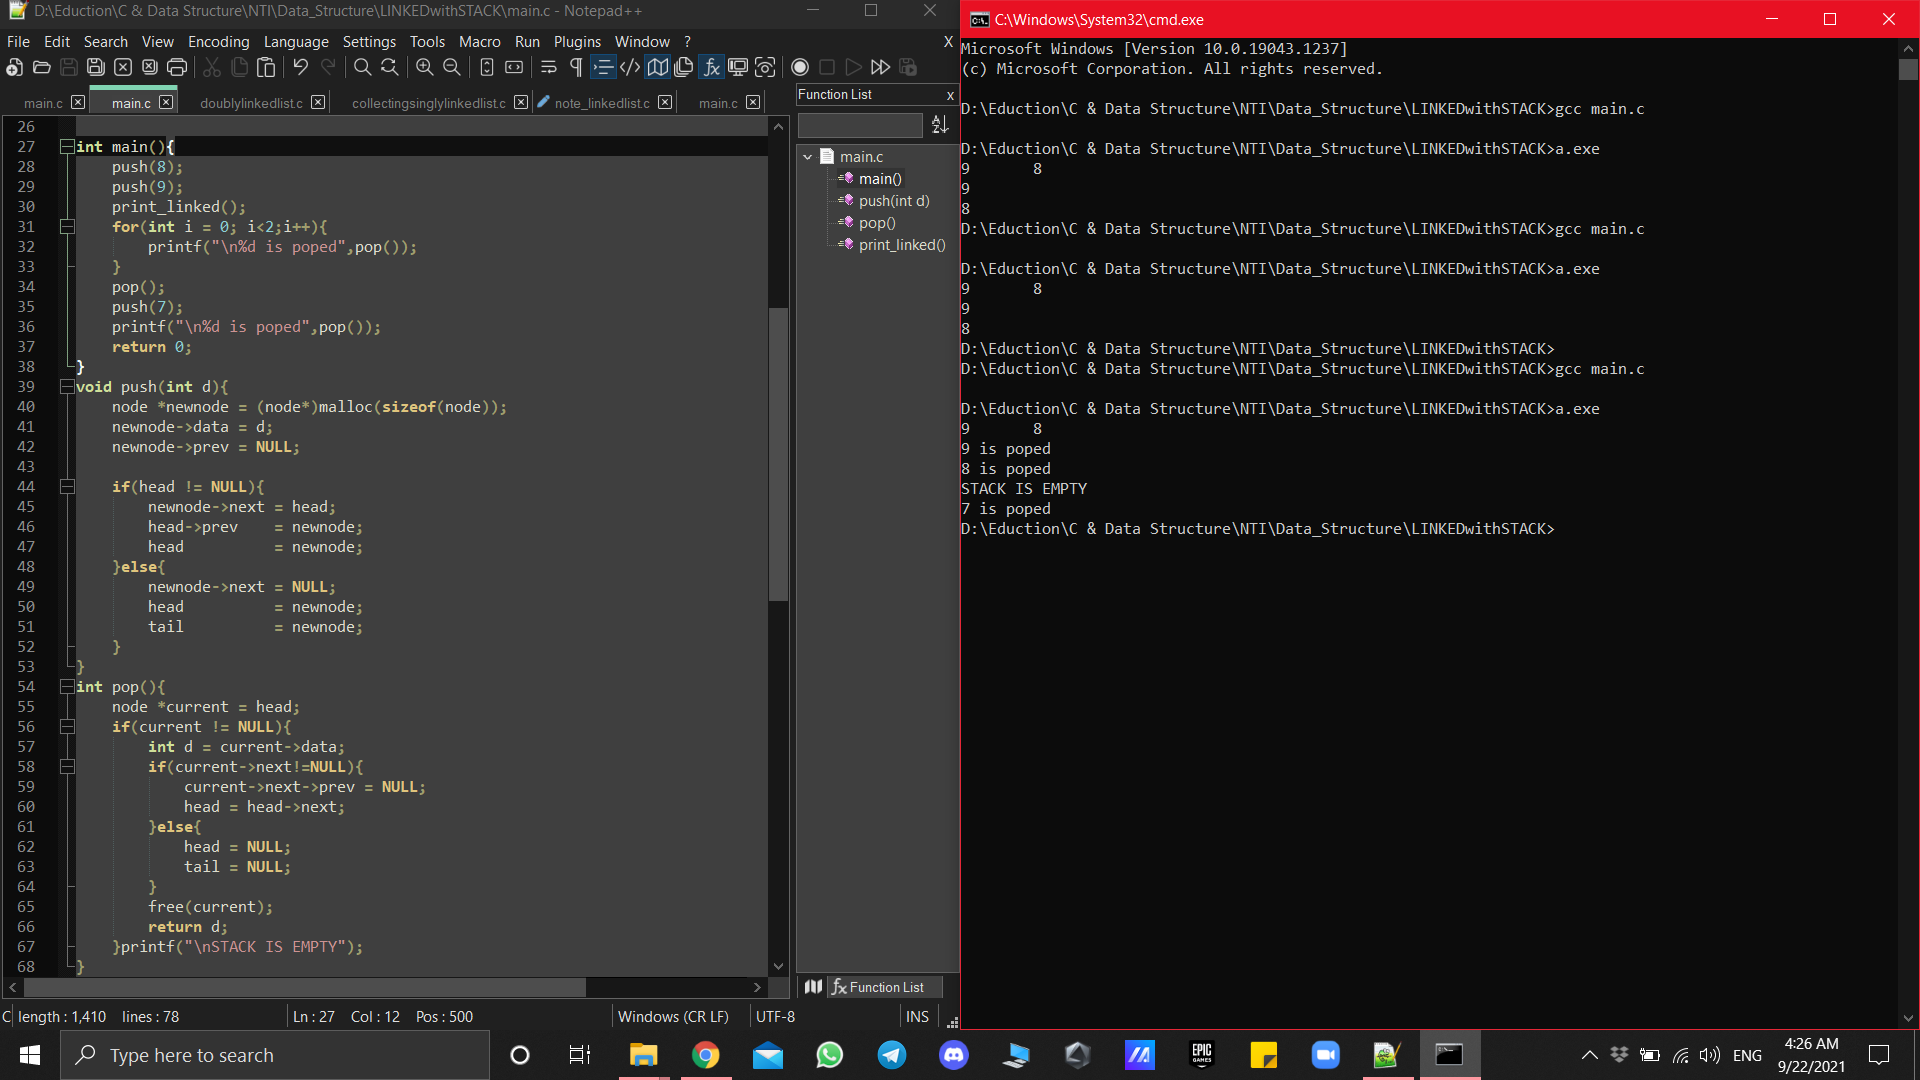 D:\Eduction\C & Data Structure\NTI\Data_Structure\LINKEDwithSTACK\main.c - Notepad++
File Edit Search View Encoding Language Settings Tools Macro Run Plugins Window ? X
main.c main.c doublylinkedlist.c collectingsinglylinkedlist.c note_linkedlist.c main.c
26
27 int main(){
28 push(8);
29 push(9);
30 print_linked();
31 for(int i = 0; i<2;i++){
32 printf("\n%d is poped",pop());
33 }
34 pop();
35 push(7);
36 printf("\n%d is poped",pop());
37 return 0;
38 }
39 void push(int d){
40 node *newnode = (node*)malloc(sizeof(node));
41 newnode->data = d;
42 newnode->prev = NULL;
43
44 if(head != NULL){
45 newnode->next = head;
46 head->prev = newnode;
47 head = newnode;
48 }else{
49 newnode->next = NULL;
50 head = newnode;
51 tail = newnode;
52 }
53 }
54 int pop(){
55 node *current = head;
56 if(current != NULL){
57 int d = current->data;
58 if(current->next!=NULL){
59 current->next->prev = NULL;
60 head = head->next;
61 }else{
62 head = NULL;
63 tail = NULL;
64 }
65 free(current);
66 return d;
67 }printf("\nSTACK IS EMPTY");
68 }
Function List x
main.c
main()
push(int d)
pop()
print_linked()
Function List
C length : 1,410 lines : 78 Ln : 27 Col : 12 Pos : 500 Windows (CR LF) UTF-8 INS
C:\Windows\System32\cmd.exe
Microsoft Windows [Version 10.0.19043.1237]
(c) Microsoft Corporation. All rights reserved.
D:\Eduction\C & Data Structure\NTI\Data_Structure\LINKEDwithSTACK>gcc main.c
D:\Eduction\C & Data Structure\NTI\Data_Structure\LINKEDwithSTACK>a.exe
9 8
9
8
D:\Eduction\C & Data Structure\NTI\Data_Structure\LINKEDwithSTACK>gcc main.c
D:\Eduction\C & Data Structure\NTI\Data_Structure\LINKEDwithSTACK>a.exe
9 8
9
8
D:\Eduction\C & Data Structure\NTI\Data_Structure\LINKEDwithSTACK>
D:\Eduction\C & Data Structure\NTI\Data_Structure\LINKEDwithSTACK>gcc main.c
D:\Eduction\C & Data Structure\NTI\Data_Structure\LINKEDwithSTACK>a.exe
9 8
9 is poped
8 is poped
STACK IS EMPTY
7 is poped
D:\Eduction\C & Data Structure\NTI\Data_Structure\LINKEDwithSTACK>
Type here to search
EPIC
GAMES
ENG
4:26 AM
9/22/2021